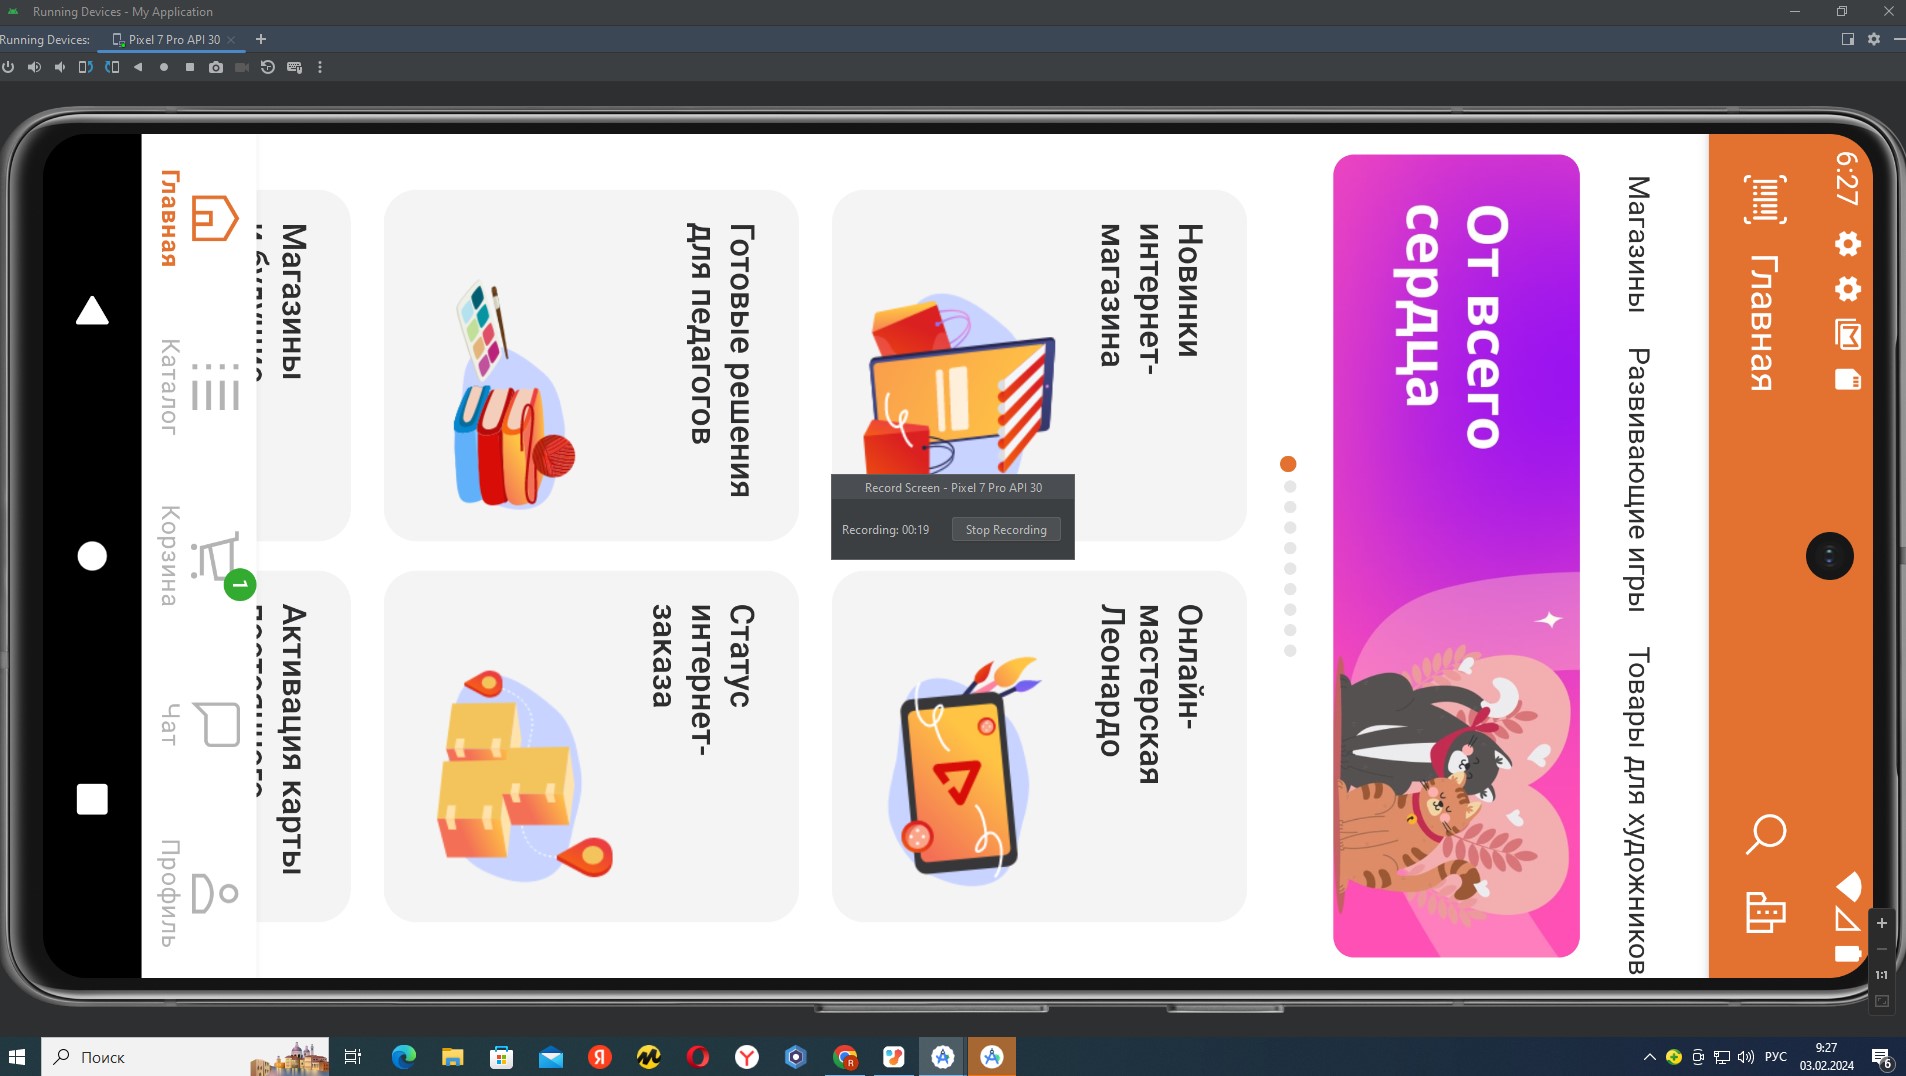 Running Devices - My Application
Running Devices:
Pixel 7 Pro API 30
6:27
Главная
Магазины
Развивающие игры
Товары для художников
От всего
сердца
Новинки
интернет-
магазина
Онлайн-
мастерская
Леонардо
Готовые решения
для педагогов
Статус
интернет-
заказа
Магазины
Активация карты
Record Screen - Pixel 7 Pro API 30
Recording: 00:19
Stop Recording
Главная
Каталог
Корзина
1
Чат
Профиль
1:1
Поиск
РУС
9:27
03.02.2024
6